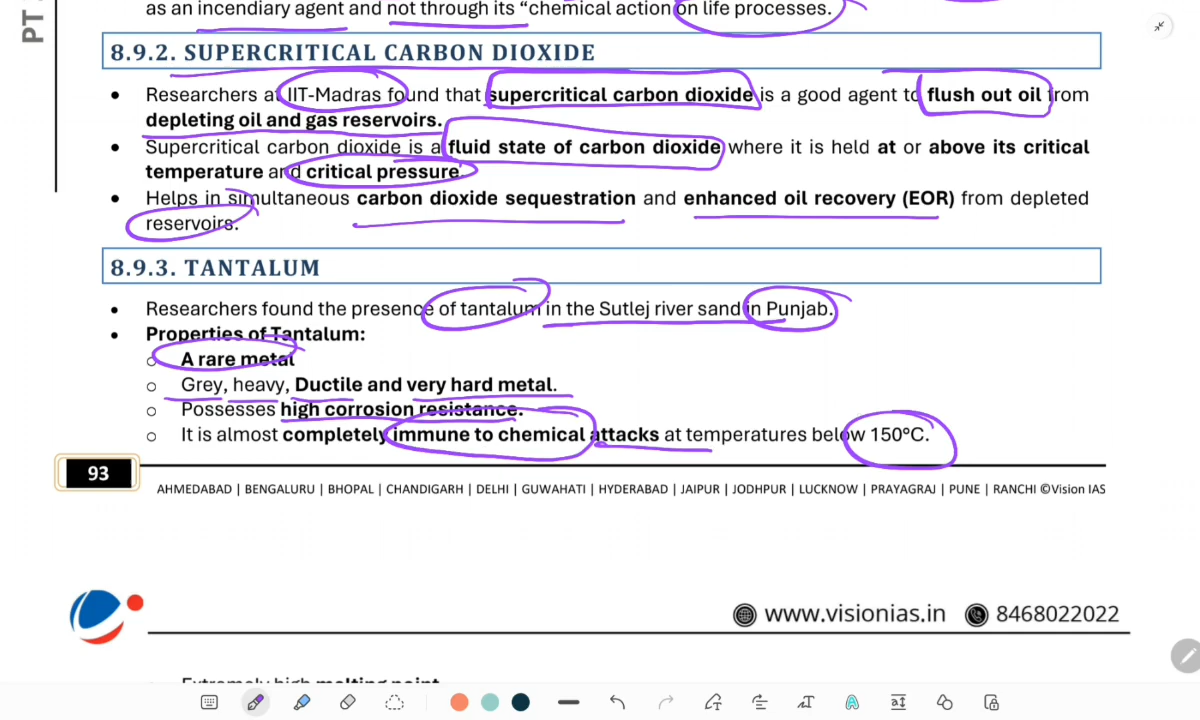 PT
as an incendiary agent and not through its “chemical action on life processes.
8.9.2. SUPERCRITICAL CARBON DIOXIDE
• Researchers at IIT-Madras found that supercritical carbon dioxide is a good agent to flush out oil from
depleting oil and gas reservoirs.
• Supercritical carbon dioxide is a fluid state of carbon dioxide where it is held at or above its critical
temperature and critical pressure.
• Helps in simultaneous carbon dioxide sequestration and enhanced oil recovery (EOR) from depleted
reservoirs.
8.9.3. TANTALUM
• Researchers found the presence of tantalum in the Sutlej river sand in Punjab.
• Properties of Tantalum:
o A rare metal
o Grey, heavy, Ductile and very hard metal.
o Possesses high corrosion resistance.
o It is almost completely immune to chemical attacks at temperatures below 150°C.
93
AHMEDABAD | BENGALURU | BHOPAL | CHANDIGARH | DELHI | GUWAHATI | HYDERABAD | JAIPUR | JODHPUR | LUCKNOW | PRAYAGRAJ | PUNE | RANCHI ©Vision IAS
www.visionias.in 8468022022
Extremely high melting point